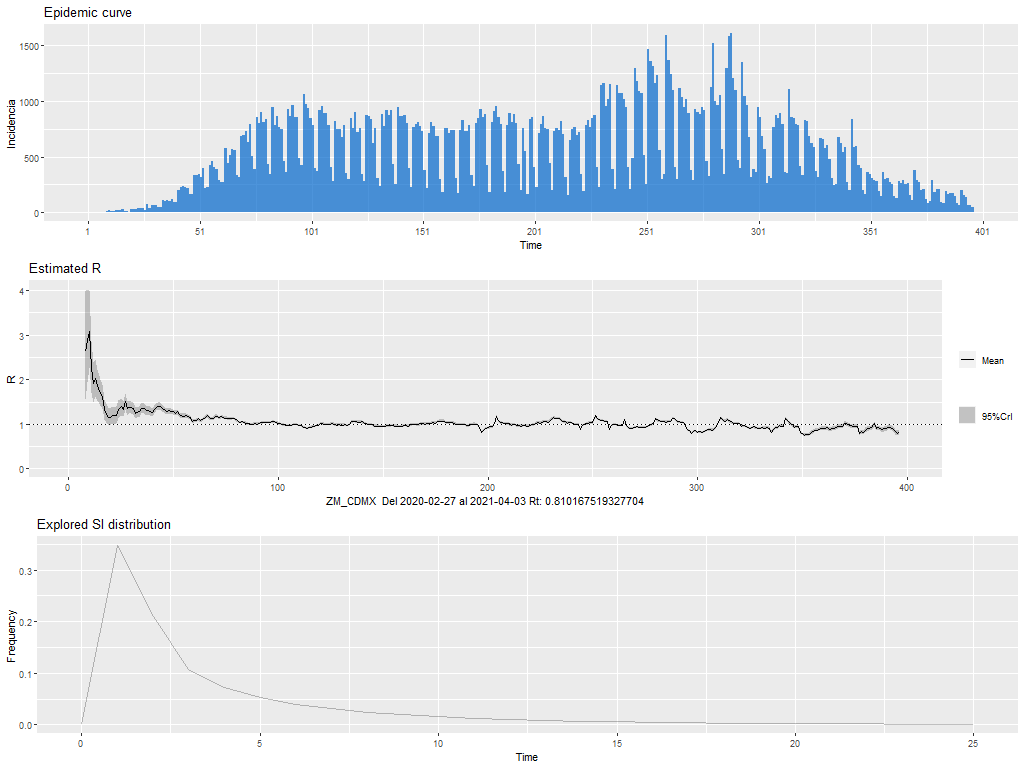 Epidemic curve
Incidencia
1500
1000
500
0
1 51 101 151 201 251 301 351 401
Time
Estimated R
R
4
3
2
1
0
0 100 200 300 400
ZM_CDMX Del 2020-02-27 al 2021-04-03 Rt: 0.810167519327704
Mean
95%CrI
Explored SI distribution
Frequency
0.3
0.2
0.1
0.0
0 5 10 15 20 25
Time